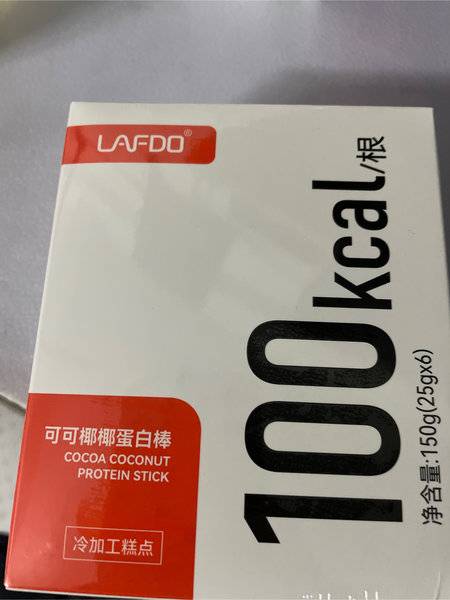 LAFDO®
100kcal/根
净含量:150g(25gx6)
可可椰椰蛋白棒
COCOA COCONUT
PROTEIN STICK
冷加工糕点